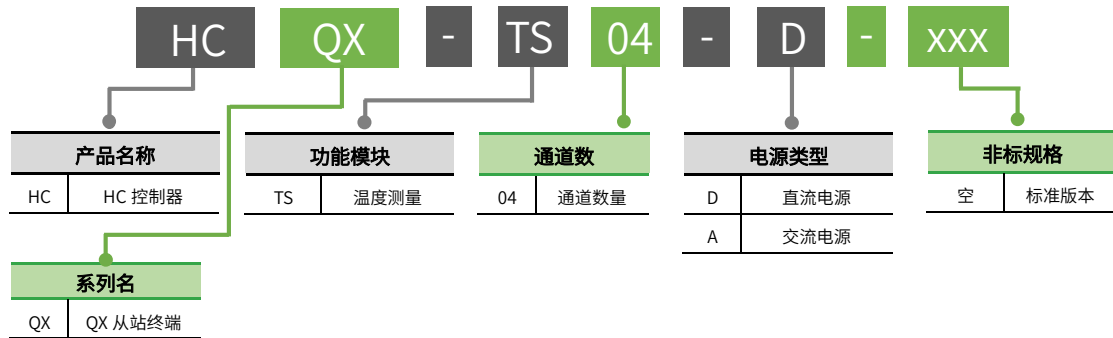 HC QX - TS 04 - D - xxx
产品名称 功能模块 通道数 电源类型 非标规格
HC HC 控制器 TS 温度测量 04 通道数量 D 直流电源 空 标准版本
A 交流电源
系列名
QX QX 从站终端